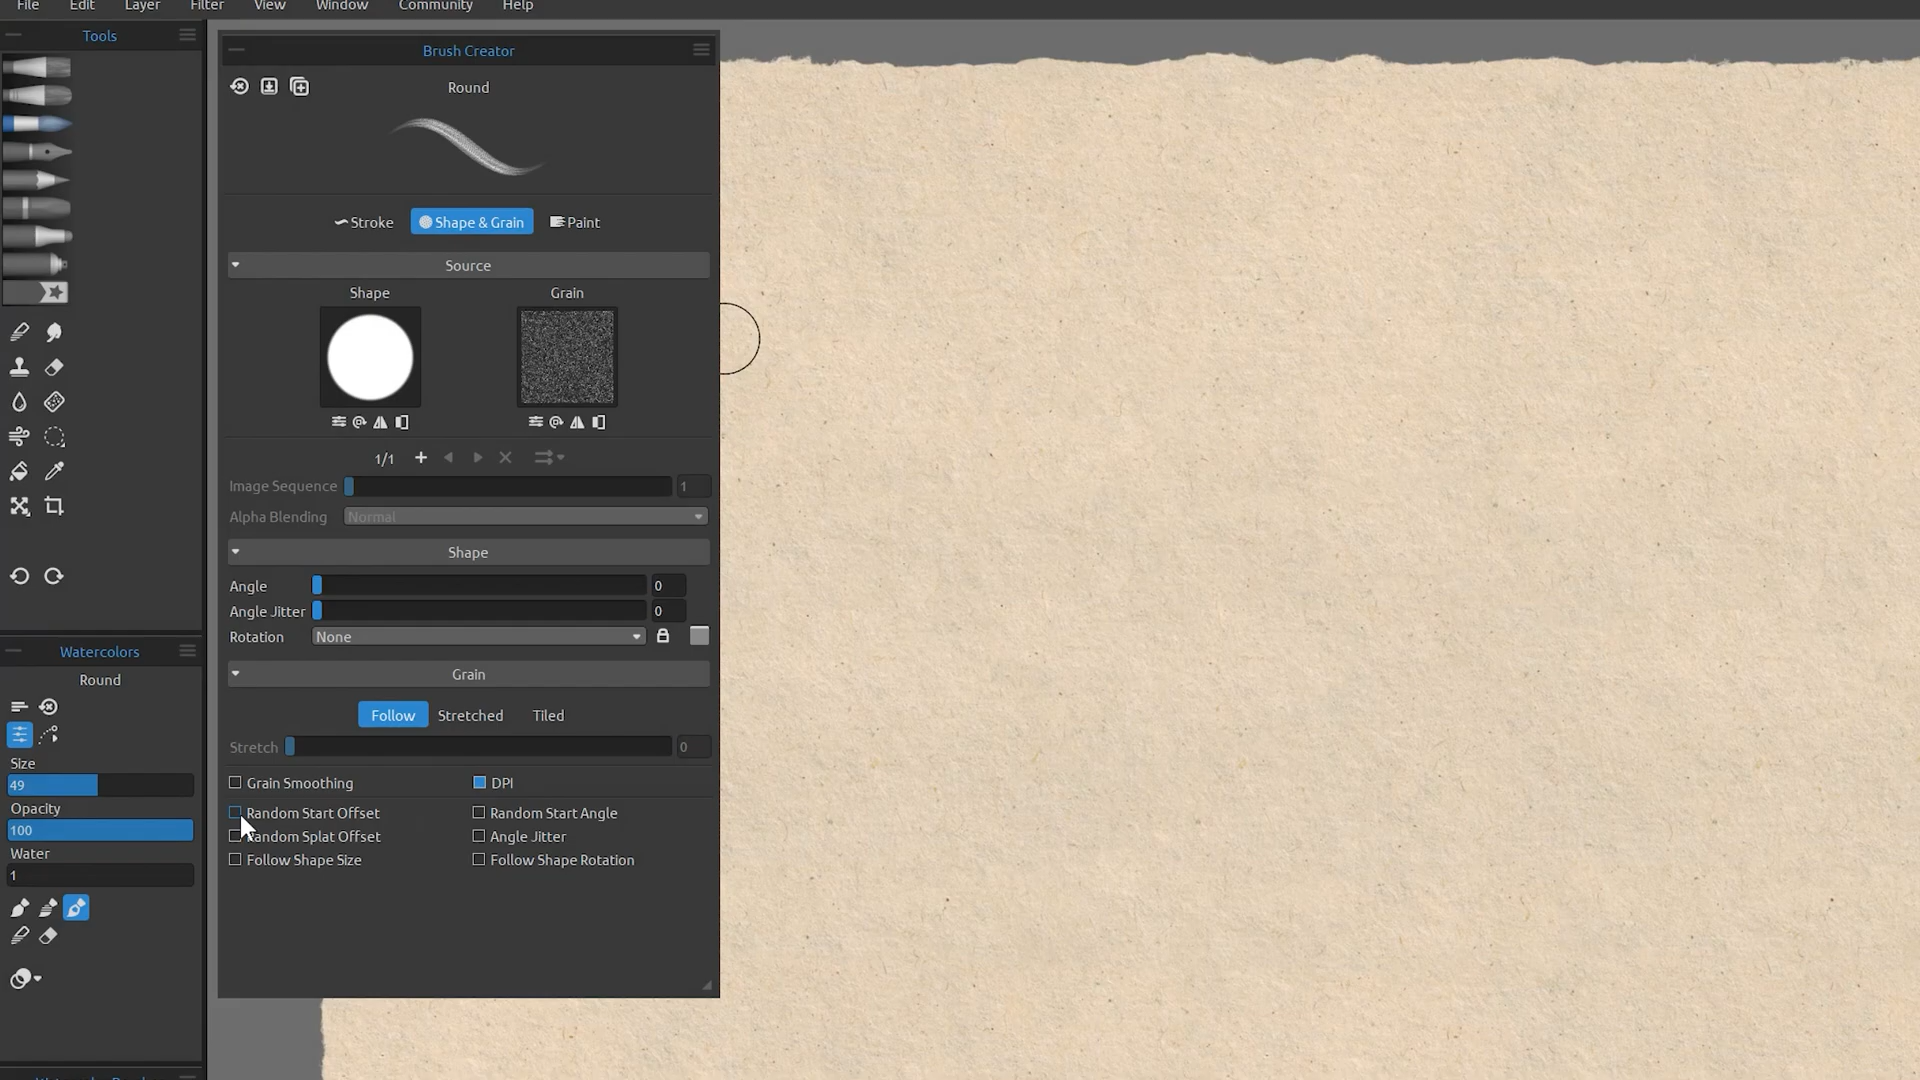 File Edit Layer Filter View Window Community Help
Tools
Brush Creator
Round
Stroke Shape & Grain Paint
Source
Shape Grain
1/1
Image Sequence 1
Alpha Blending Normal
Shape
Angle 0
Angle Jitter 0
Rotation None
Grain
Follow Stretched Tiled
Stretch 0
Grain Smoothing DPI
Random Start Offset Random Start Angle
Random Splat Offset Angle Jitter
Follow Shape Size Follow Shape Rotation
Watercolors
Round
Size
49
Opacity
100
Water
1